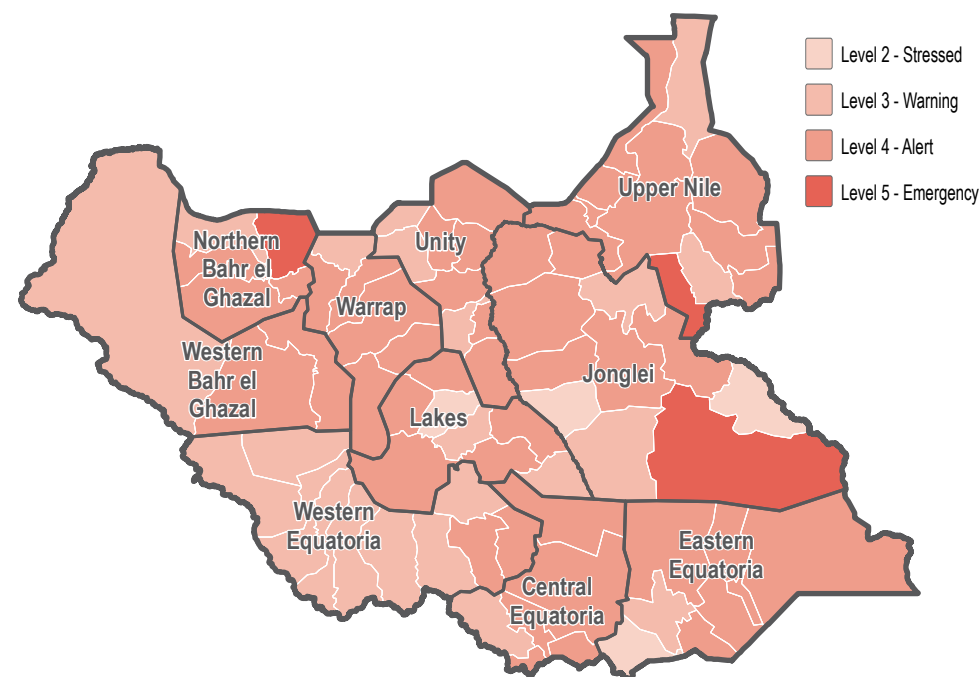 Level 2 - Stressed
Level 3 - Warning
Level 4 - Alert
Level 5 - Emergency
Upper Nile
Northern
Bahr el
Ghazal
Unity
Warrap
Western
Bahr el
Ghazal
Jonglei
Lakes
Western
Equatoria
Eastern
Equatoria
Central
Equatoria